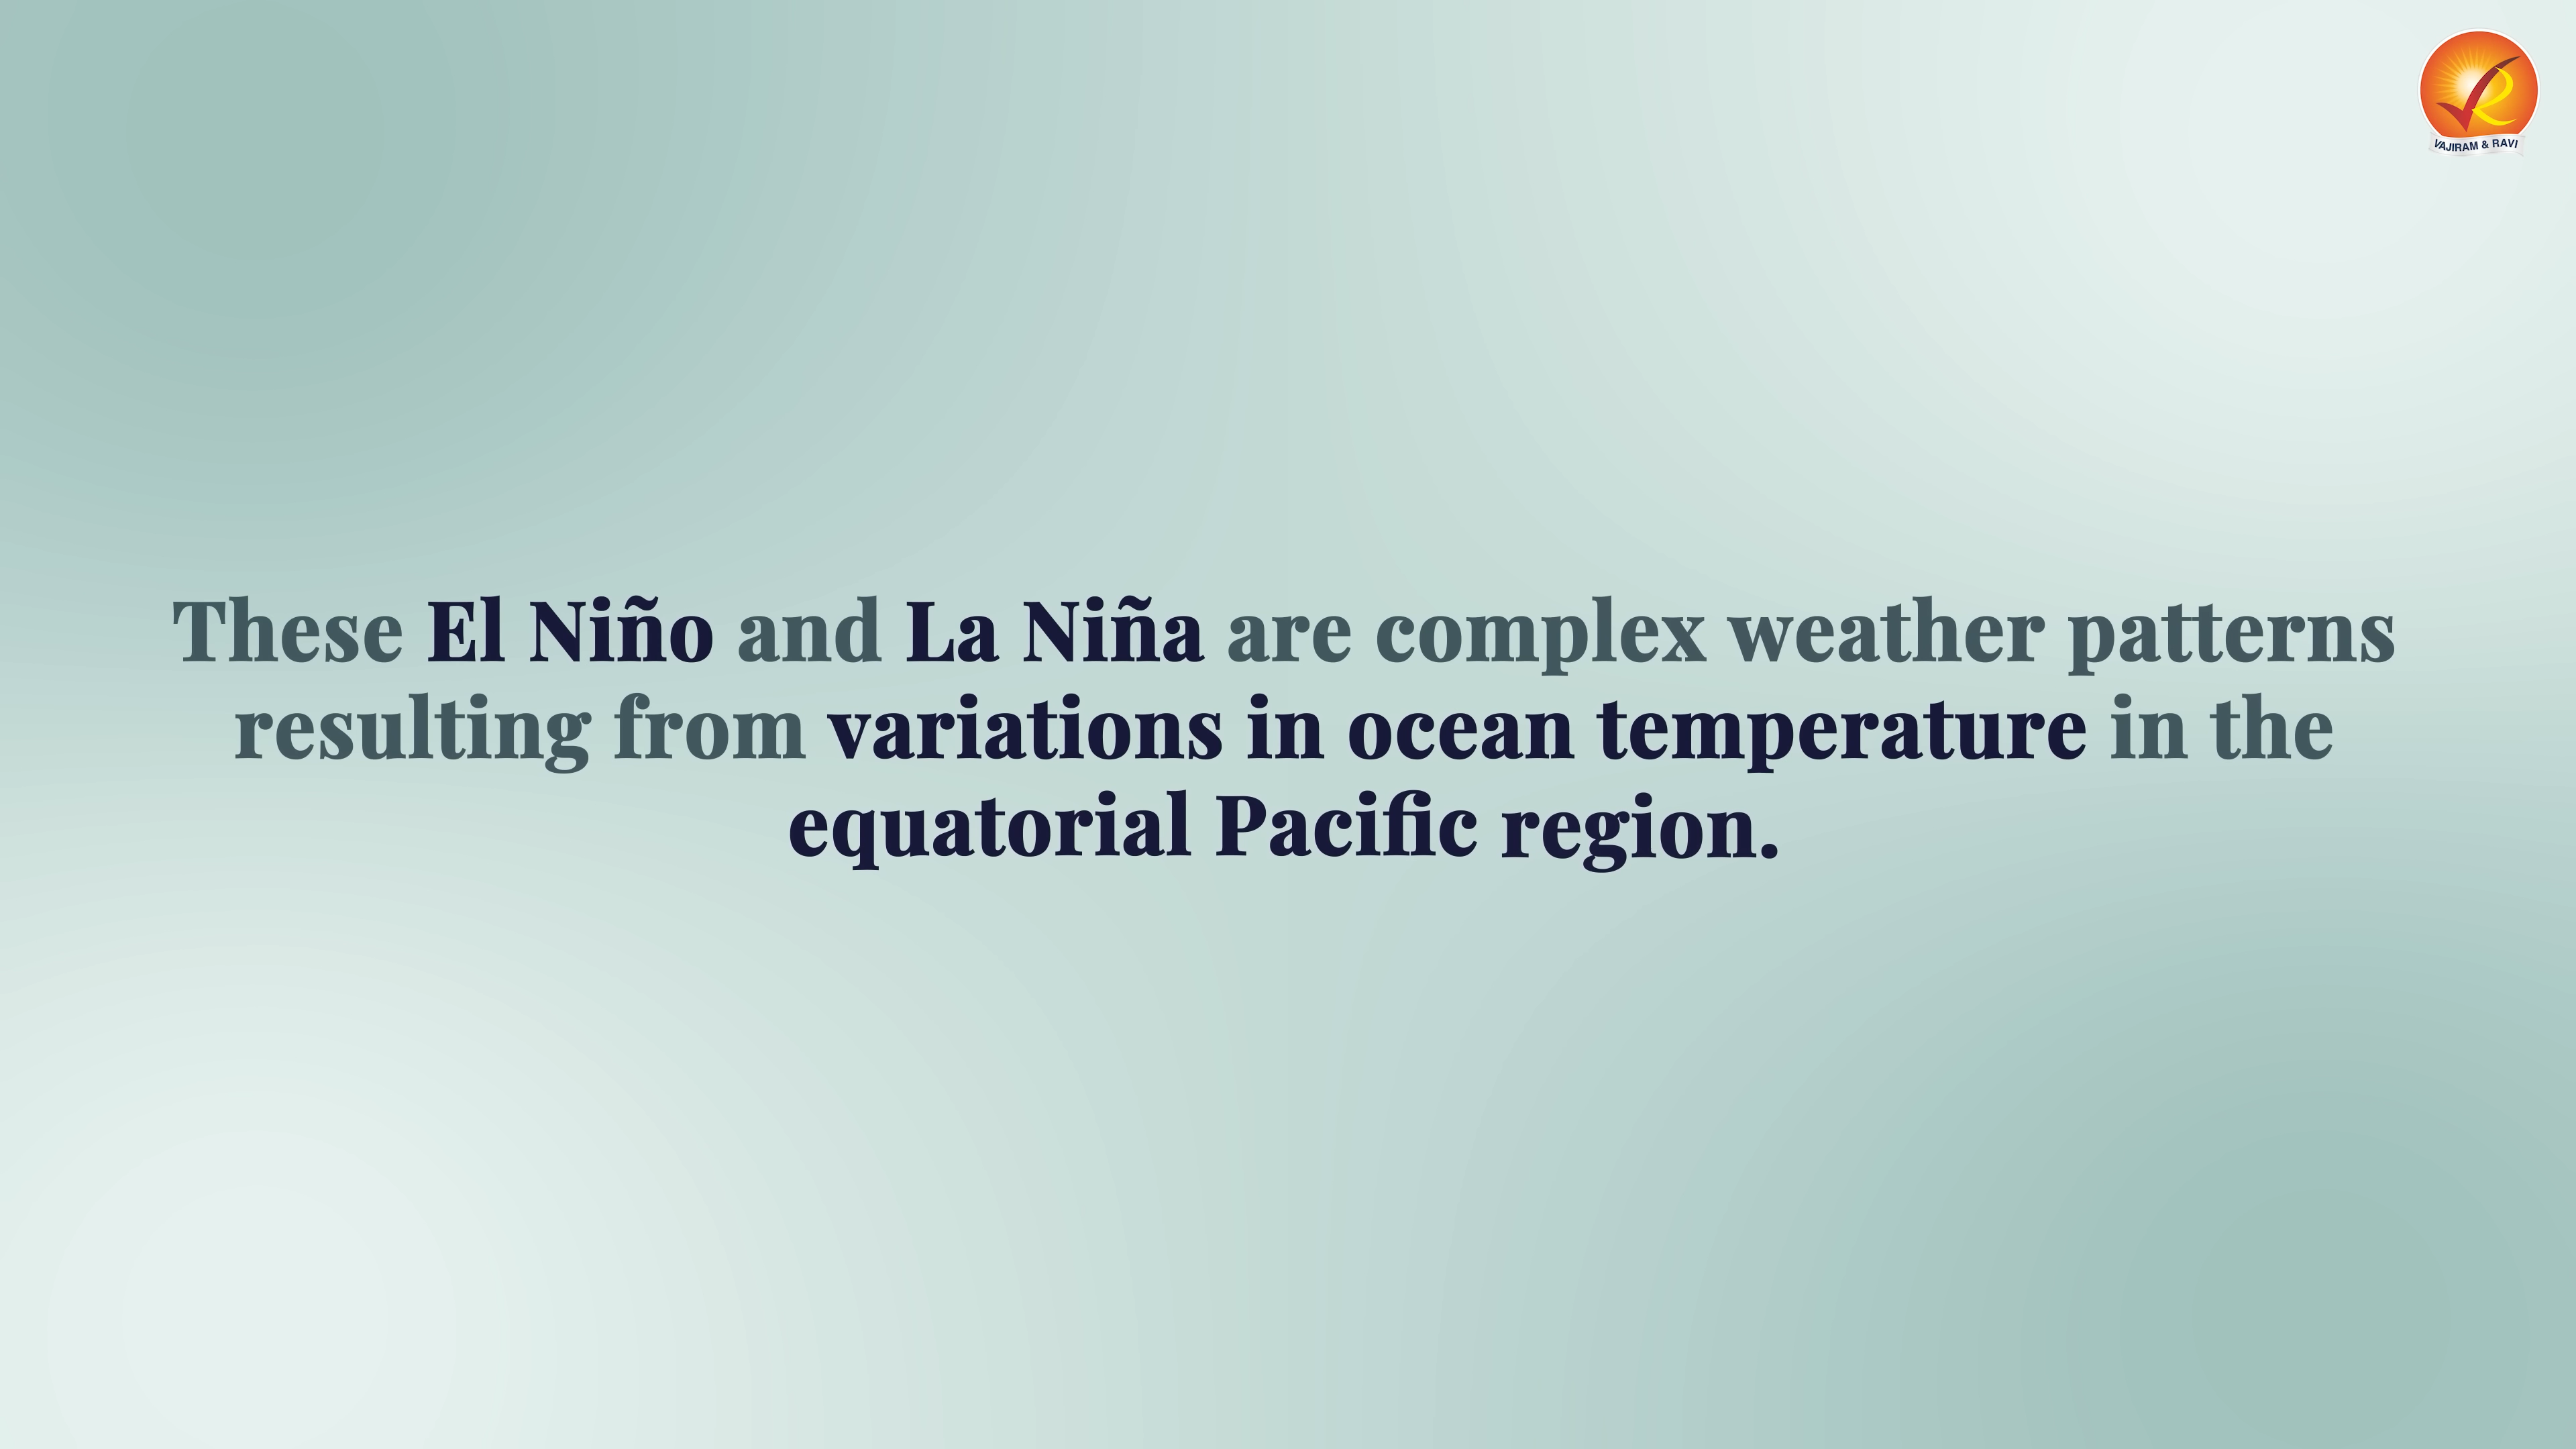 VAJIRAM & RAVI
These El Niño and La Niña are complex weather patterns
resulting from variations in ocean temperature in the
equatorial Pacific region.